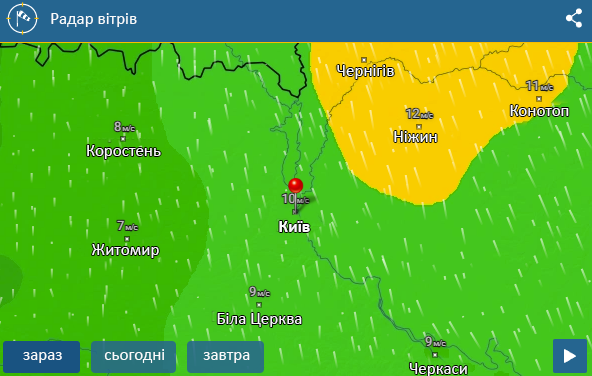 Радар вітрів
Чернігів
11 м/с
Конотоп
12 м/с
Ніжин
8 м/с
Коростень
10 м/с
Київ
7 м/с
Житомир
9 м/с
Біла Церква
9 м/с
Черкаси
зараз
сьогодні
завтра